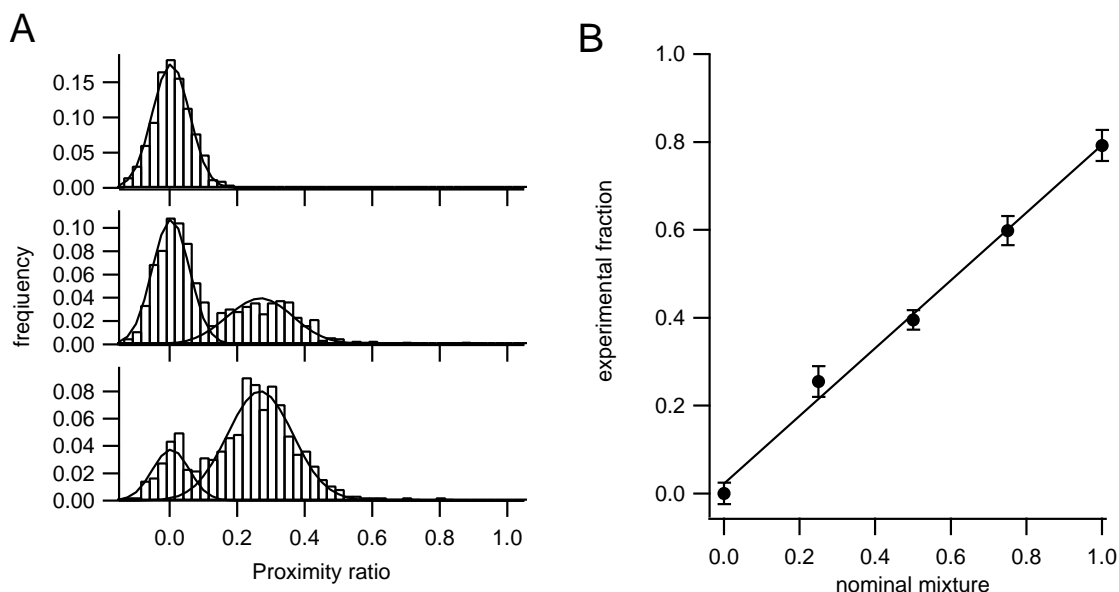 A
0.15
0.10
0.05
0.00
0.10
0.08
0.06
0.04
0.02
0.00
freqiuency
0.08
0.06
0.04
0.02
0.00
0.0 0.2 0.4 0.6 0.8 1.0
Proximity ratio
B
1.0
0.8
0.6
0.4
0.2
0.0
experimental fraction
0.0 0.2 0.4 0.6 0.8 1.0
nominal mixture